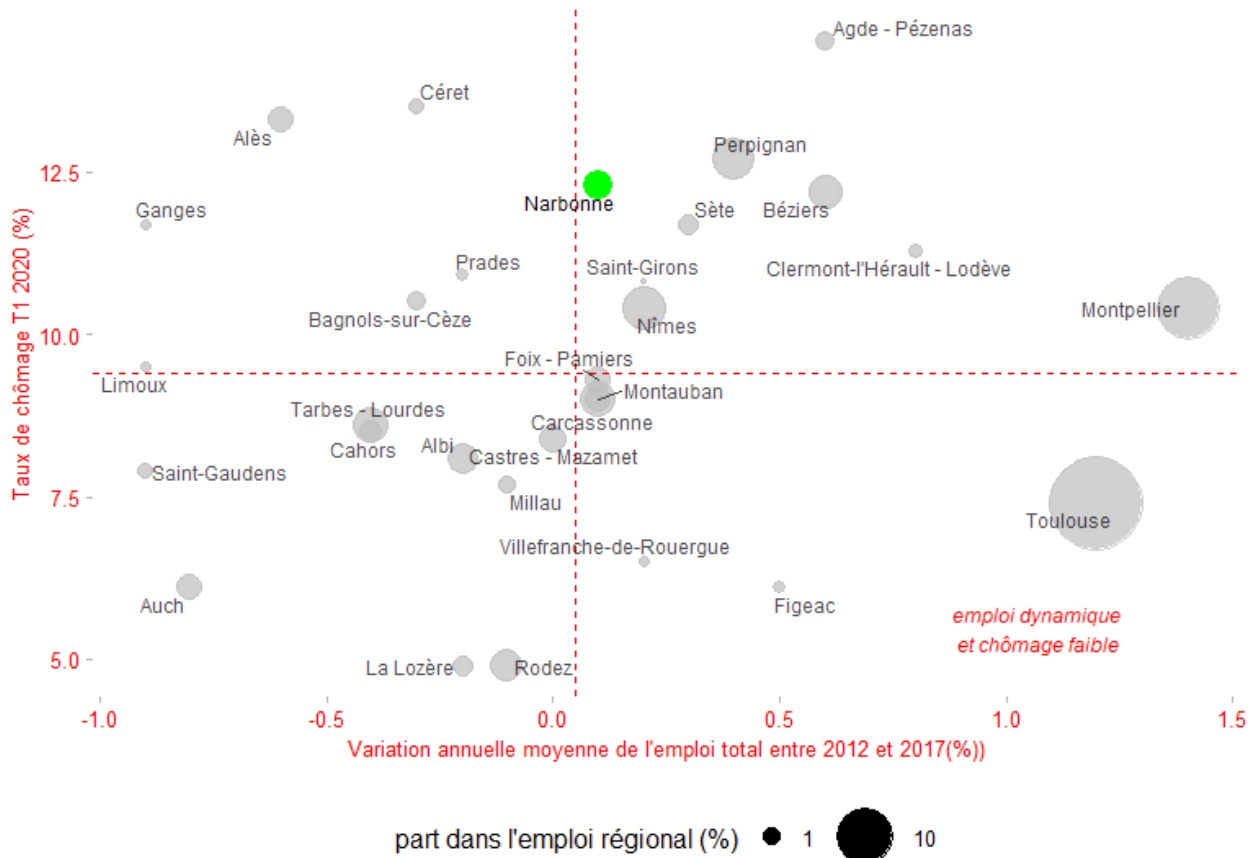 Agde - Pézenas
Céret
Alès
Perpignan
12.5
Narbonne
Ganges
Sète
Béziers
Prades
Saint-Girons
Clermont-l'Hérault - Lodève
Bagnols-sur-Cèze
Nîmes
Montpellier
10.0
Foix - Pamiers
Limoux
Montauban
Tarbes - Lourdes
Carcassonne
Cahors
Albi
Castres - Mazamet
Saint-Gaudens
7.5
Millau
Toulouse
Villefranche-de-Rouergue
Auch
Figeac
emploi dynamique
et chômage faible
5.0
La Lozère
Rodez
Taux de chômage T1 2020 (%)
-1.0 -0.5 0.0 0.5 1.0 1.5
Variation annuelle moyenne de l'emploi total entre 2012 et 2017(%))
part dans l'emploi régional (%) 1 10